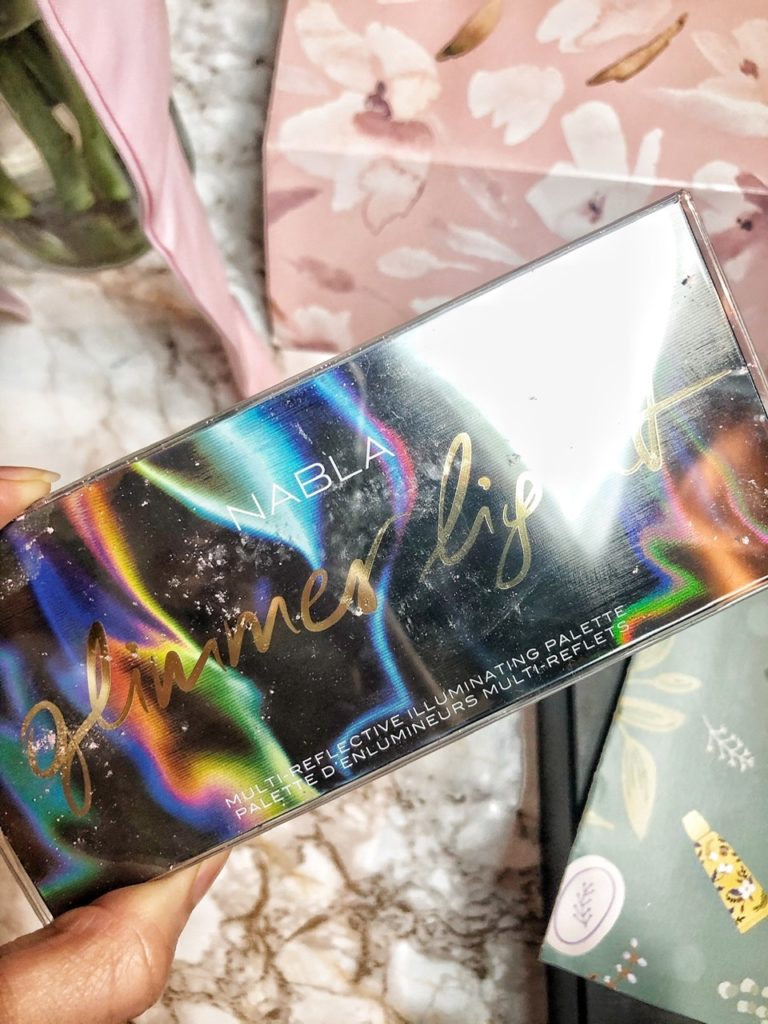 NABLA
glimmer light
MULTI-REFLECTIVE ILLUMINATING PALETTE
PALETTE D'ENLUMINEURS MULTI-REFLETS